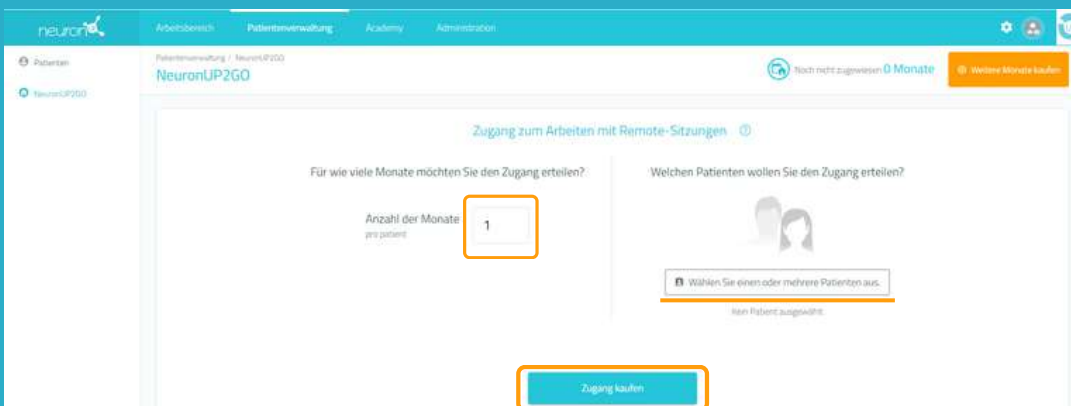 neuron
Arbeitsbereich Patientenverwaltung Academy Administration
Patienten
NeuronUP2GO
Patientenverwaltung / NeuronUP2GO
NeuronUP2GO
Noch nicht zugewiesen 0 Monate
Weitere Monate kaufen
Zugang zum Arbeiten mit Remote-Sitzungen
Für wie viele Monate möchten Sie den Zugang erteilen?
Anzahl der Monate
pro patient
1
Welchen Patienten wollen Sie den Zugang erteilen?
Wählen Sie einen oder mehrere Patienten aus.
Kein Patient ausgewählt
Zugang kaufen